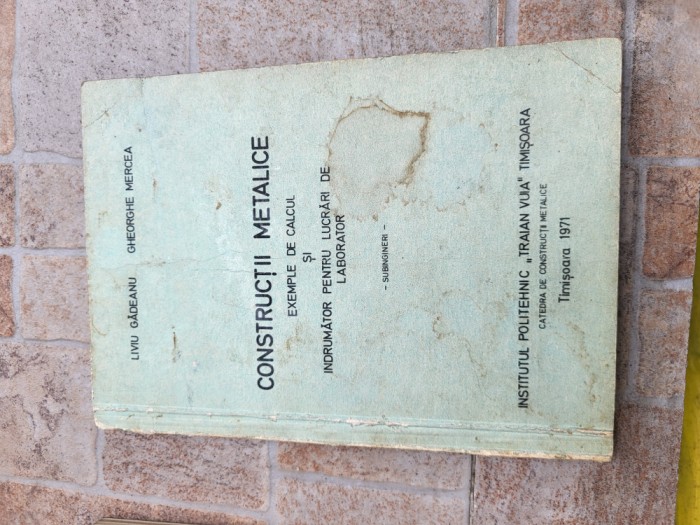 LIVIU GĂDEANU GHEORGHE MERCEA
CONSTRUCȚII METALICE
EXEMPLE DE CALCUL
ȘI
INDRUMĂTOR PENTRU LUCRĂRI DE
LABORATOR
- SUBINGINERI -
INSTITUTUL POLITEHNIC „TRAIAN VUIA" TIMIȘOARA
CATEDRA DE CONSTRUCȚII METALICE
Timișoara 1971